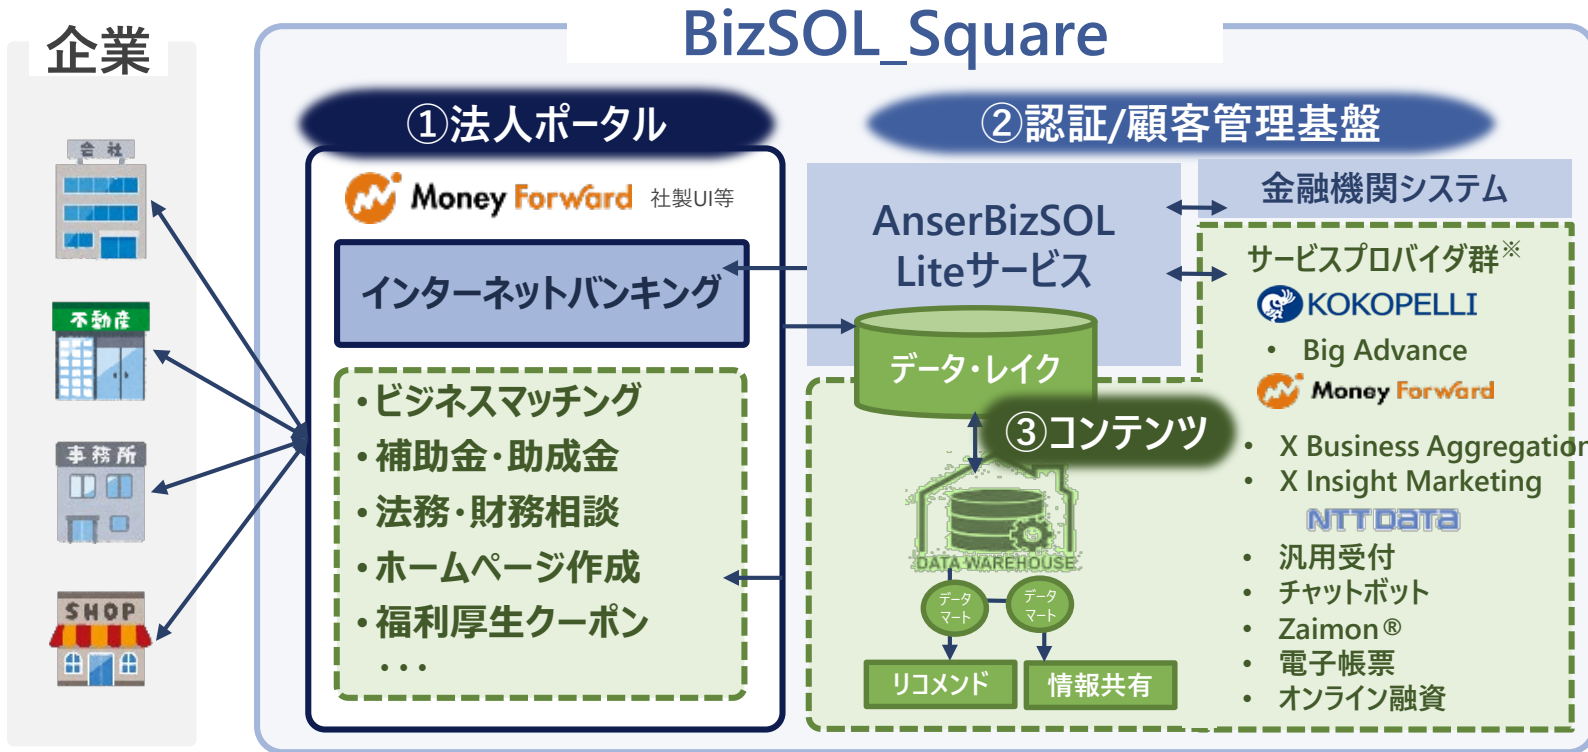 BizSOL_Square
企業
会社
不動産
事務所
SHOP
①法人ポータル
Money Forward 社製UI等
インターネットバンキング
・ビジネスマッチング
・補助金・助成金
・法務・財務相談
・ホームページ作成
・福利厚生クーポン
・・・
②認証/顧客管理基盤
AnserBizSOL
Liteサービス
データ・レイク
③コンテンツ
DATA WAREHOUSE
データ
マート
データ
マート
リコメンド
情報共有
金融機関システム
サービスプロバイダ群※
KOKOPELLI
• Big Advance
Money Forward
• X Business Aggregation
• X Insight Marketing
NTT DATA
• 汎用受付
• チャットボット
• Zaimon®
• 電子帳票
• オンライン融資